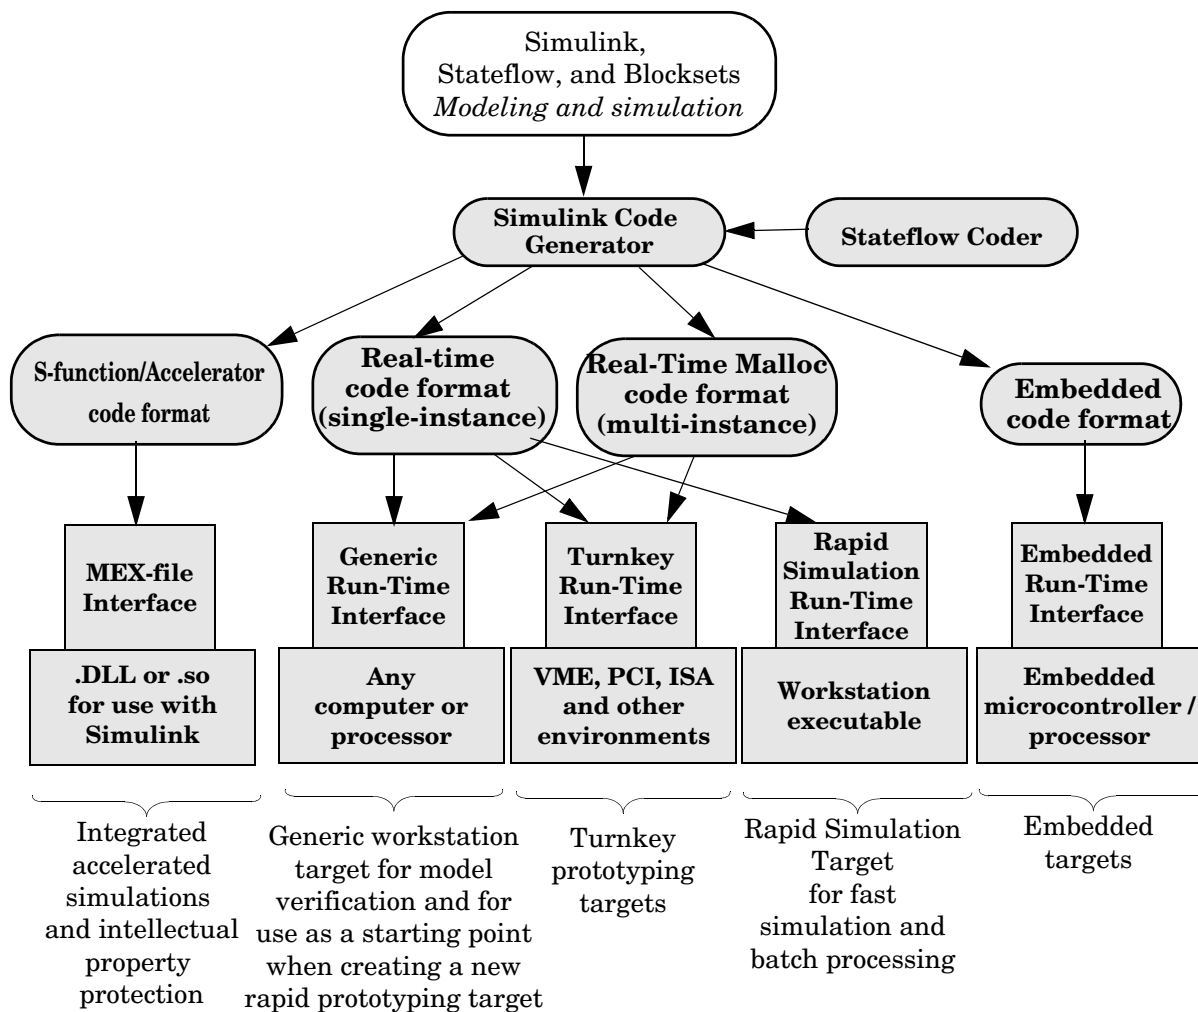 Simulink,
Stateflow, and Blocksets
Modeling and simulation
Simulink Code
Generator
Stateflow Coder
S-function/Accelerator
code format
Real-time
code format
(single-instance)
Real-Time Malloc
code format
(multi-instance)
Embedded
code format
MEX-file
Interface
Generic
Run-Time
Interface
Turnkey
Run-Time
Interface
Rapid
Simulation
Run-Time
Interface
Embedded
Run-Time
Interface
.DLL or .so
for use with
Simulink
Any
computer or
processor
VME, PCI, ISA
and other
environments
Workstation
executable
Embedded
microcontroller /
processor
Integrated
accelerated
simulations
and intellectual
property
protection
Generic workstation
target for model
verification and for
use as a starting point
when creating a new
rapid prototyping target
Turnkey
prototyping
targets
Rapid Simulation
Target
for fast
simulation and
batch processing
Embedded
targets